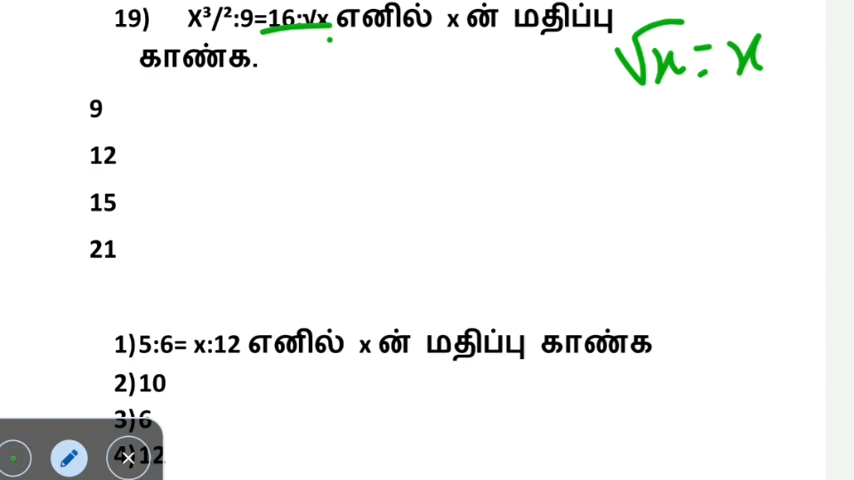 19) X³/²:9=16:√x எனில் x ன் மதிப்பு
காண்க.
√x = x
9
12
15
21
1)5:6= x:12 எனில் x ன் மதிப்பு காண்க
2)10
3)6
4)12